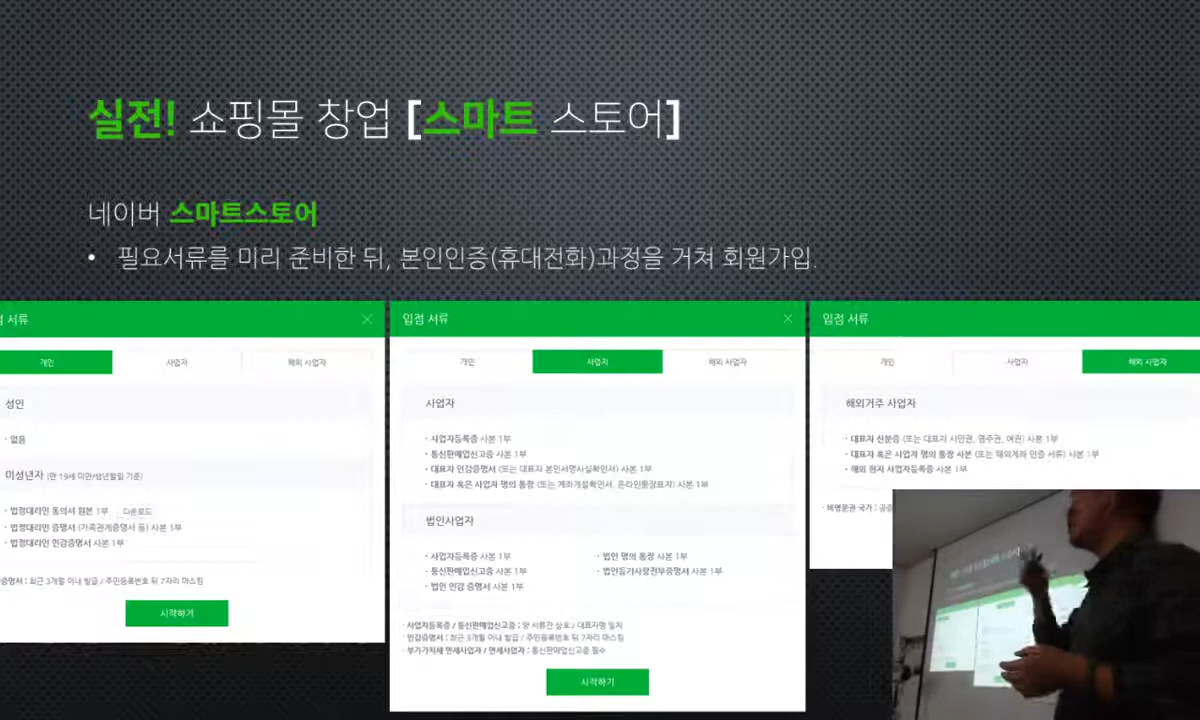 실전! 쇼핑몰 창업 [스마트 스토어]
네이버 스마트스토어
• 필요서류를 미리 준비한 뒤, 본인인증(휴대전화)과정을 거쳐 회원가입.
서류
개인 사업자 해외 사업자
성인
· 없음
미성년자 (만 19세 미만/생년월일 기준)
· 법정대리인 동의서 원본 1부 다운로드
· 법정대리인 증명서 (가족관계증명서 등) 사본 1부
· 법정대리인 인감증명서 사본 1부
증명서 : 최근 3개월 이내 발급 / 주민등록번호 뒤 7자리 마스킹
시작하기
입점 서류
개인 사업자 해외 사업자
사업자
· 사업자등록증 사본 1부
· 통신판매업신고증 사본 1부
· 대표자 인감증명서 (또는 대표자 본인서명사실확인서) 사본 1부
· 대표자 혹은 사업자 명의 통장 (또는 계좌개설확인서, 온라인통장표지) 사본 1부
법인사업자
· 사업자등록증 사본 1부
· 통신판매업신고증 사본 1부
· 법인 인감 증명서 사본 1부
· 법인 명의 통장 사본 1부
· 법인등기사항전부증명서 사본 1부
· 사업자등록증 / 통신판매업신고증 : 양 서류간 상호 / 대표자명 일치
· 인감증명서 : 최근 3개월 이내 발급 / 주민등록번호 뒤 7자리 마스킹
· 부가가치세 면세사업자 / 면세사업자 : 통신판매업신고증 필수
시작하기
입점 서류
개인 사업자 해외 사업자
해외거주 사업자
· 대표자 신분증 (또는 대표자 시민권, 영주권, 여권) 사본 1부
· 대표자 혹은 사업자 명의 통장 사본 (또는 해외계좌 인증 서류) 사본 1부
· 해외 현지 사업자등록증 사본 1부
· 비영문권 국가 :